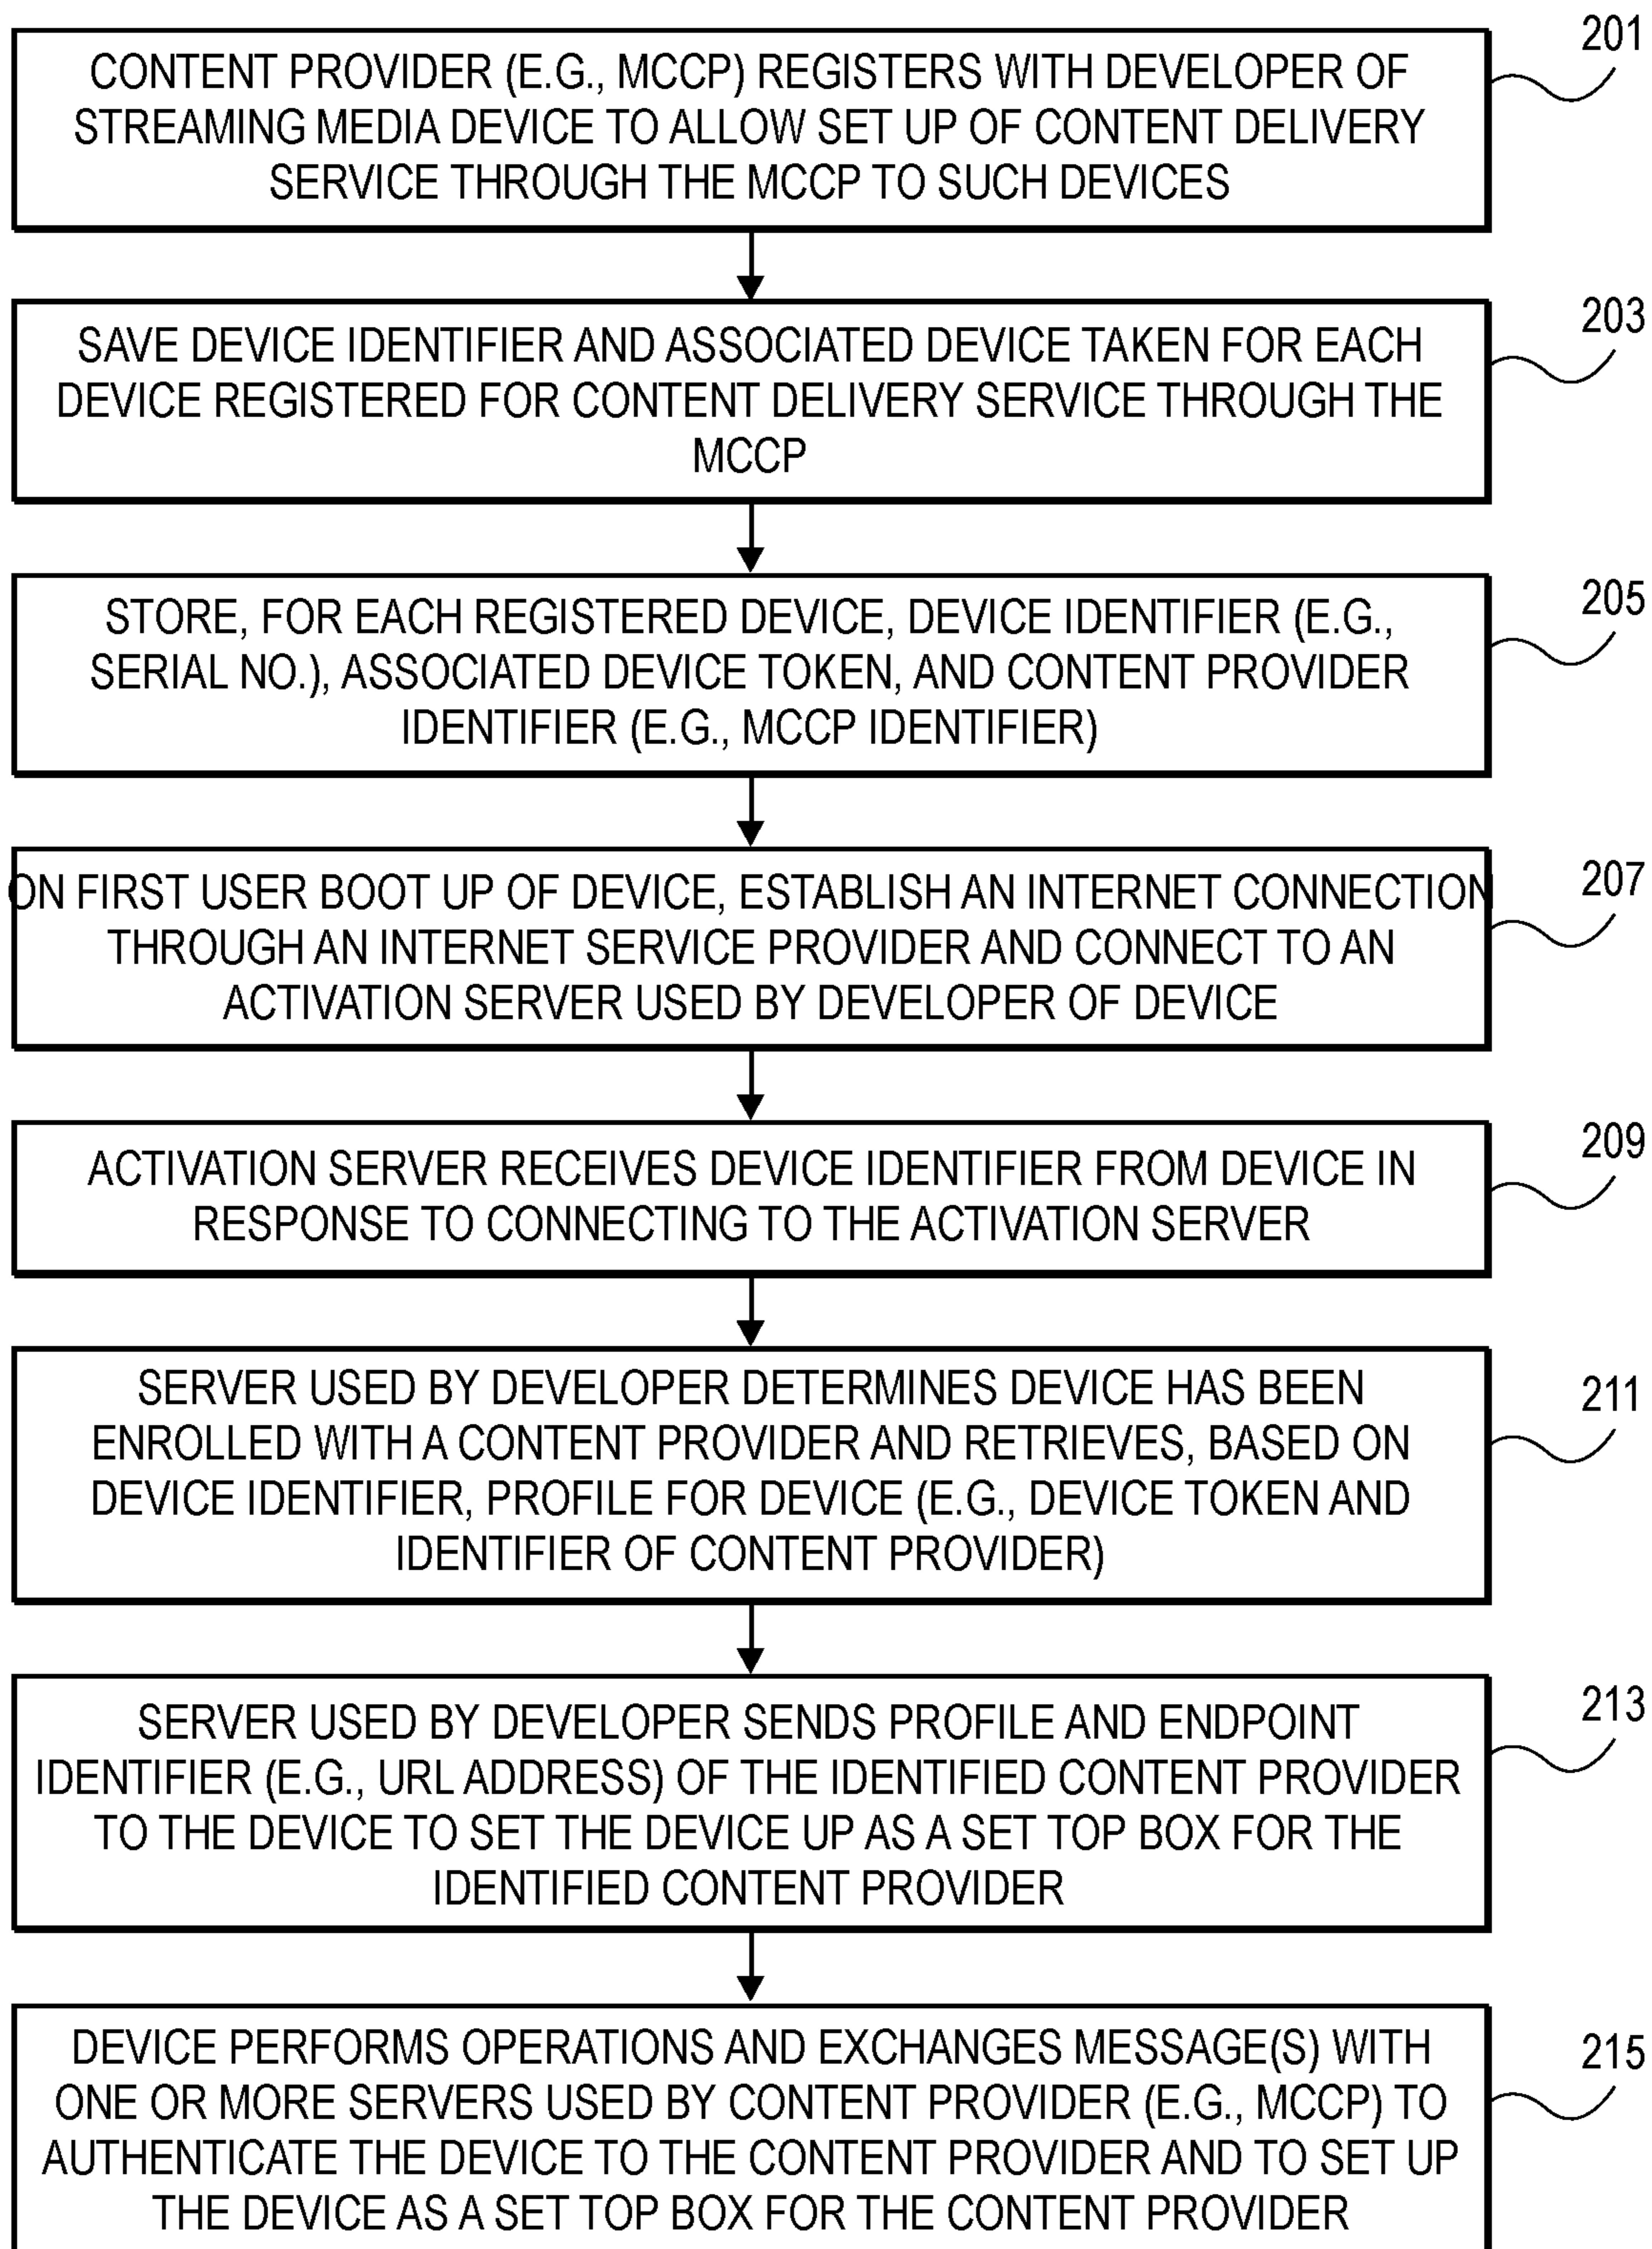 201
CONTENT PROVIDER (E.G., MCCP) REGISTERS WITH DEVELOPER OF
STREAMING MEDIA DEVICE TO ALLOW SET UP OF CONTENT DELIVERY
SERVICE THROUGH THE MCCP TO SUCH DEVICES
203
SAVE DEVICE IDENTIFIER AND ASSOCIATED DEVICE TAKEN FOR EACH
DEVICE REGISTERED FOR CONTENT DELIVERY SERVICE THROUGH THE
MCCP
205
STORE, FOR EACH REGISTERED DEVICE, DEVICE IDENTIFIER (E.G.,
SERIAL NO.), ASSOCIATED DEVICE TOKEN, AND CONTENT PROVIDER
IDENTIFIER (E.G., MCCP IDENTIFIER)
207
ON FIRST USER BOOT UP OF DEVICE, ESTABLISH AN INTERNET CONNECTION
THROUGH AN INTERNET SERVICE PROVIDER AND CONNECT TO AN
ACTIVATION SERVER USED BY DEVELOPER OF DEVICE
209
ACTIVATION SERVER RECEIVES DEVICE IDENTIFIER FROM DEVICE IN
RESPONSE TO CONNECTING TO THE ACTIVATION SERVER
211
SERVER USED BY DEVELOPER DETERMINES DEVICE HAS BEEN
ENROLLED WITH A CONTENT PROVIDER AND RETRIEVES, BASED ON
DEVICE IDENTIFIER, PROFILE FOR DEVICE (E.G., DEVICE TOKEN AND
IDENTIFIER OF CONTENT PROVIDER)
213
SERVER USED BY DEVELOPER SENDS PROFILE AND ENDPOINT
IDENTIFIER (E.G., URL ADDRESS) OF THE IDENTIFIED CONTENT PROVIDER
TO THE DEVICE TO SET THE DEVICE UP AS A SET TOP BOX FOR THE
IDENTIFIED CONTENT PROVIDER
215
DEVICE PERFORMS OPERATIONS AND EXCHANGES MESSAGE(S) WITH
ONE OR MORE SERVERS USED BY CONTENT PROVIDER (E.G., MCCP) TO
AUTHENTICATE THE DEVICE TO THE CONTENT PROVIDER AND TO SET UP
THE DEVICE AS A SET TOP BOX FOR THE CONTENT PROVIDER